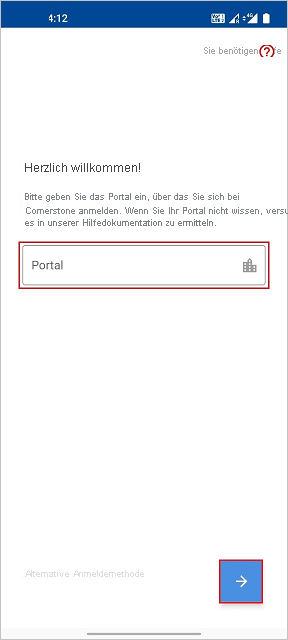 4:12
Sie benötigen
Herzlich willkommen!
Bitte geben Sie das Portal ein, über das Sie sich bei
Cornerstone anmelden. Wenn Sie Ihr Portal nicht wissen, versu
es in unserer Hilfedokumentation zu ermitteln.
Portal
Alternative Anmeldemethode